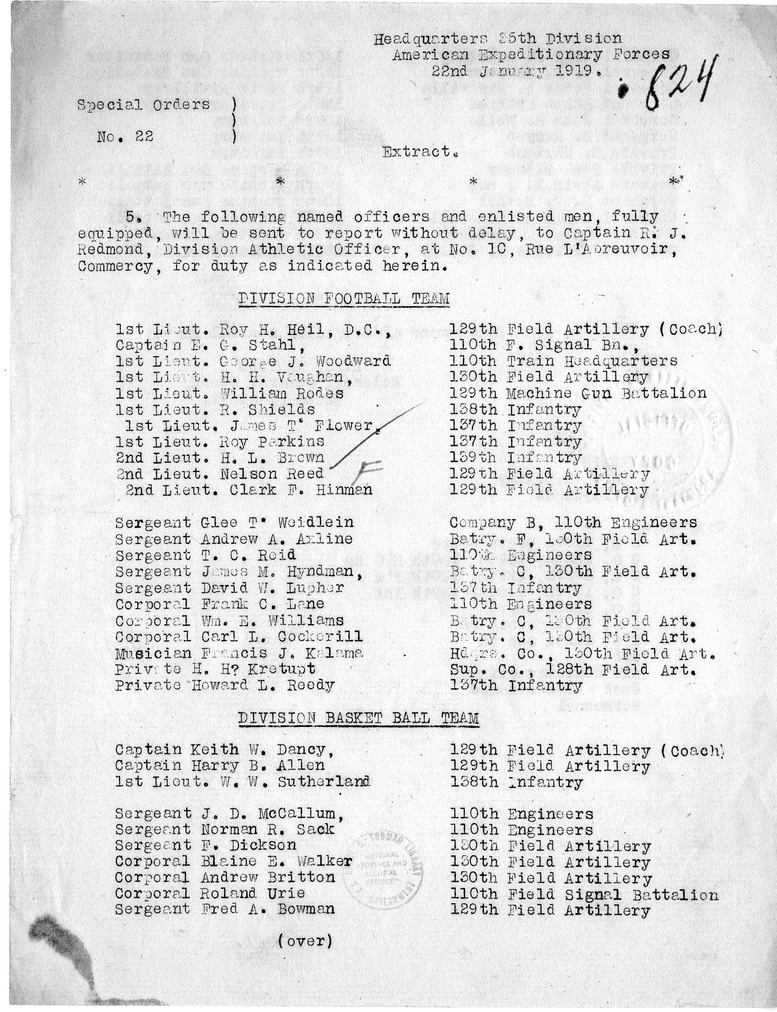 Headquarters 35th Division
American Expeditionary Forces
22nd January 1919.
824
Special Orders )
)
No. 22 )
Extract.
* * * *
5. The following named officers and enlisted men, fully
equipped, will be sent to report without delay, to Captain R. J.
Redmond, Division Athletic Officer, at No. 10, Rue L'Aoreuvoir,
Commercy, for duty as indicated herein.
DIVISION FOOTBALL TEAM
1st Lieut. Roy H. Heil, D.C., 129th Field Artillery (Coach)
Captain E. G. Stahl, 110th F. Signal Bn.,
1st Lieut. George J. Woodward 110th Train Headquarters
1st Lieut. H. H. Vaughan, 130th Field Artillery
1st Lieut. William Rodes 129th Machine Gun Battalion
1st Lieut. R. Shields 138th Infantry
1st Lieut. James T. Flower, 137th Infantry
1st Lieut. Roy Parkins 137th Infantry
2nd Lieut. H. L. Brown 139th Infantry
2nd Lieut. Nelson Reed F 129th Field Artillery
2nd Lieut. Clark F. Hinman 129th Field Artillery
Sergeant Glee T. Weidlein Company B, 110th Engineers
Sergeant Andrew A. Axline Batry. F, 130th Field Art.
Sergeant T. C. Reid 110th Engineers
Sergeant James M. Hyndman, Batry. C, 130th Field Art.
Sergeant David W. Lupher 137th Infantry
Corporal Frank C. Lane 110th Engineers
Corporal Wm. E. Williams Batry. C, 130th Field Art.
Corporal Carl L. Cockerill Batry. C, 130th Field Art.
Musician Francis J. Kalama Hdqrs. Co., 130th Field Art.
Private H. H? Kretupt Sup. Co., 128th Field Art.
Private Howard L. Reedy 137th Infantry
DIVISION BASKET BALL TEAM
Captain Keith W. Dancy, 129th Field Artillery (Coach)
Captain Harry B. Allen 129th Field Artillery
1st Lieut. W. W. Sutherland 138th Infantry
Sergeant J. D. McCallum, 110th Engineers
Sergeant Norman R. Sack 110th Engineers
Sergeant F. Dickson 130th Field Artillery
Corporal Blaine E. Walker 130th Field Artillery
Corporal Andrew Britton 130th Field Artillery
Corporal Roland Urie 110th Field Signal Battalion
Sergeant Fred A. Bowman 129th Field Artillery
(over)
NATIONAL
ARCHIVES AND
RECORDS
SERVICE